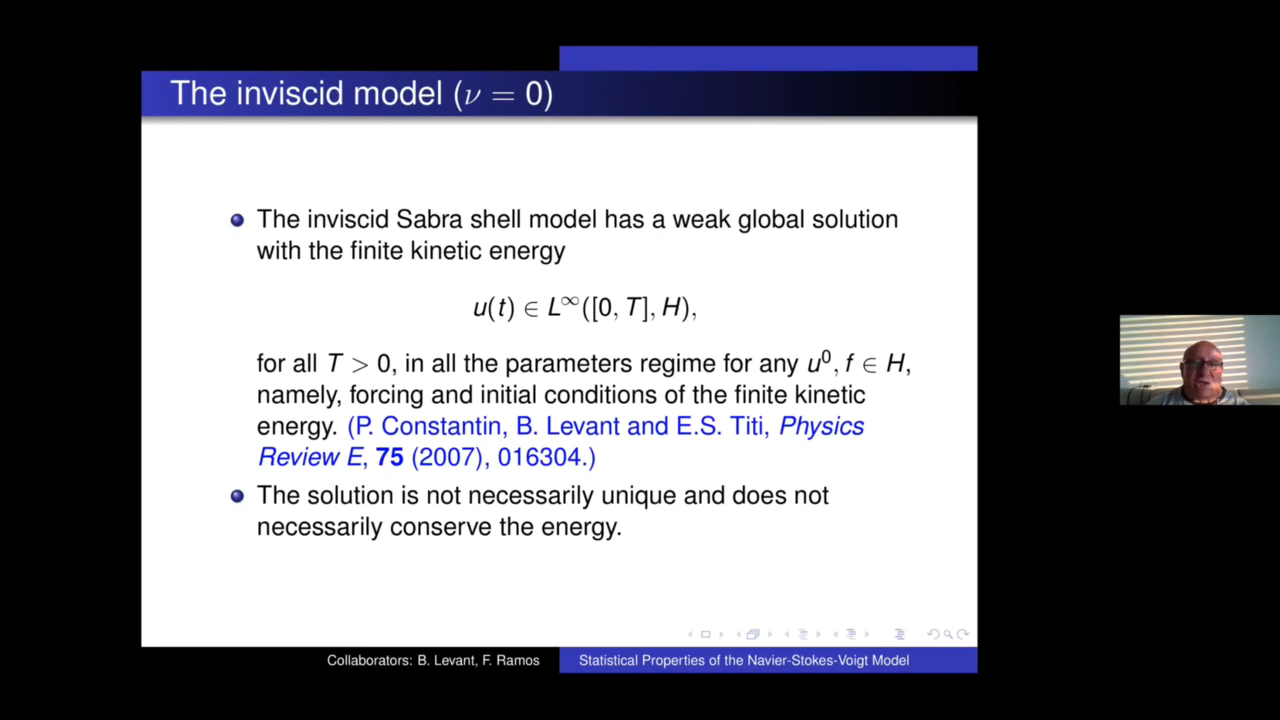 The inviscid model (ν = 0)
The inviscid Sabra shell model has a weak global solution
with the finite kinetic energy
u(t) ∈ L^∞([0, T], H),
for all T > 0, in all the parameters regime for any u⁰, f ∈ H,
namely, forcing and initial conditions of the finite kinetic
energy. (P. Constantin, B. Levant and E.S. Titi, Physics
Review E, 75 (2007), 016304.)
The solution is not necessarily unique and does not
necessarily conserve the energy.
Collaborators: B. Levant, F. Ramos
Statistical Properties of the Navier-Stokes-Voigt Model